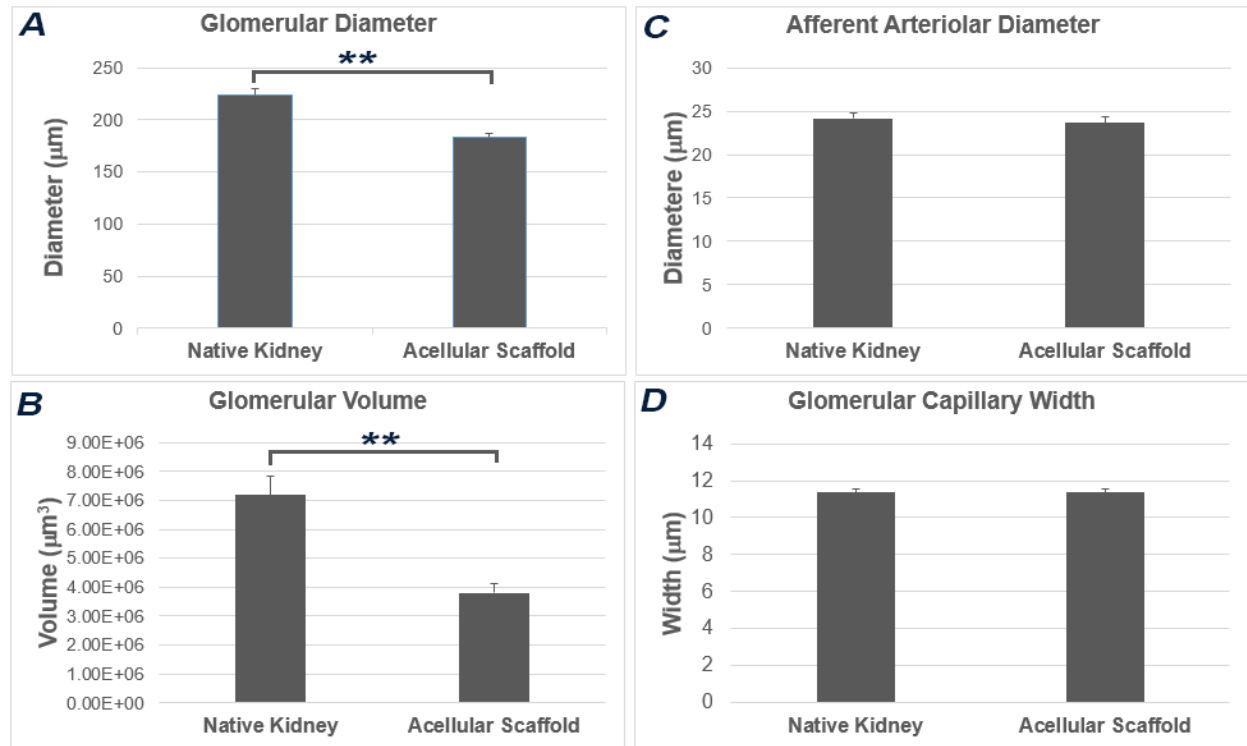 A
Glomerular Diameter
**
Diameter (μm)
250
200
150
100
50
0
Native Kidney
Acellular Scaffold
C
Afferent Arteriolar Diameter
Diametere (μm)
30
25
20
15
10
5
0
Native Kidney
Acellular Scaffold
B
Glomerular Volume
**
Volume (μm³)
9.00E+06
8.00E+06
7.00E+06
6.00E+06
5.00E+06
4.00E+06
3.00E+06
2.00E+06
1.00E+06
0.00E+00
Native Kidney
Acellular Scaffold
D
Glomerular Capillary Width
Width (μm)
14
12
10
8
6
4
2
0
Native Kidney
Acellular Scaffold